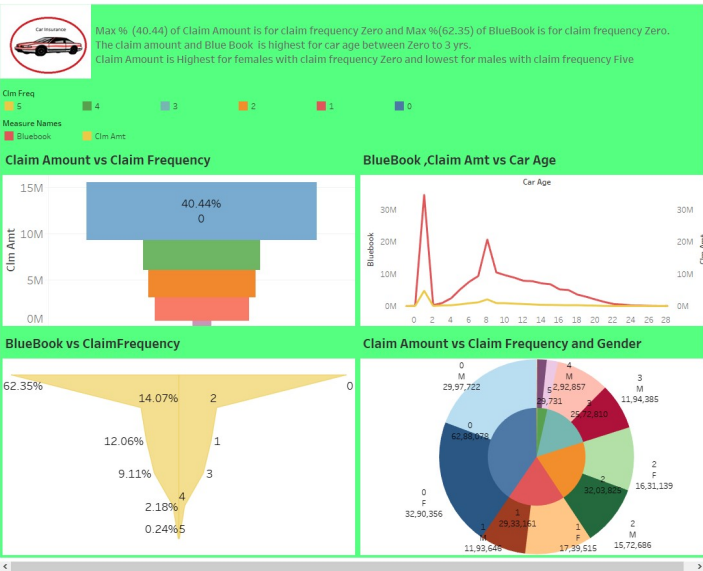 Car Insurance
Max % (40.44) of Claim Amount is for claim frequency Zero and Max %(62.35) of BlueBook is for claim frequency Zero.
The claim amount and Blue Book is highest for car age between Zero to 3 yrs.
Claim Amount is Highest for females with claim frequency Zero and lowest for males with claim frequency Five
Clm Freq
5 4 3 2 1 0
Measure Names
Bluebook Clm Amt
Claim Amount vs Claim Frequency
15M
10M
5M
0M
Clm Amt
40.44%
0
BlueBook ,Claim Amt vs Car Age
Car Age
30M
20M
10M
0M
Bluebook
30M
20M
10M
0M
0 2 4 6 8 10 12 14 16 18 20 22 24 26 28
BlueBook vs ClaimFrequency
62.35% 0
14.07% 2
12.06% 1
9.11% 3
2.18% 4
0.24% 5
Claim Amount vs Claim Frequency and Gender
0
M
29,97,722
4
M
2,92,857
5
29,731
3
M
11,94,385
25,72,810
0
62,88,078
2
F
16,31,139
2
32,03,825
0
F
32,90,356
1
29,33,161
1
M
11,93,646
1
F
17,39,515
2
M
15,72,686